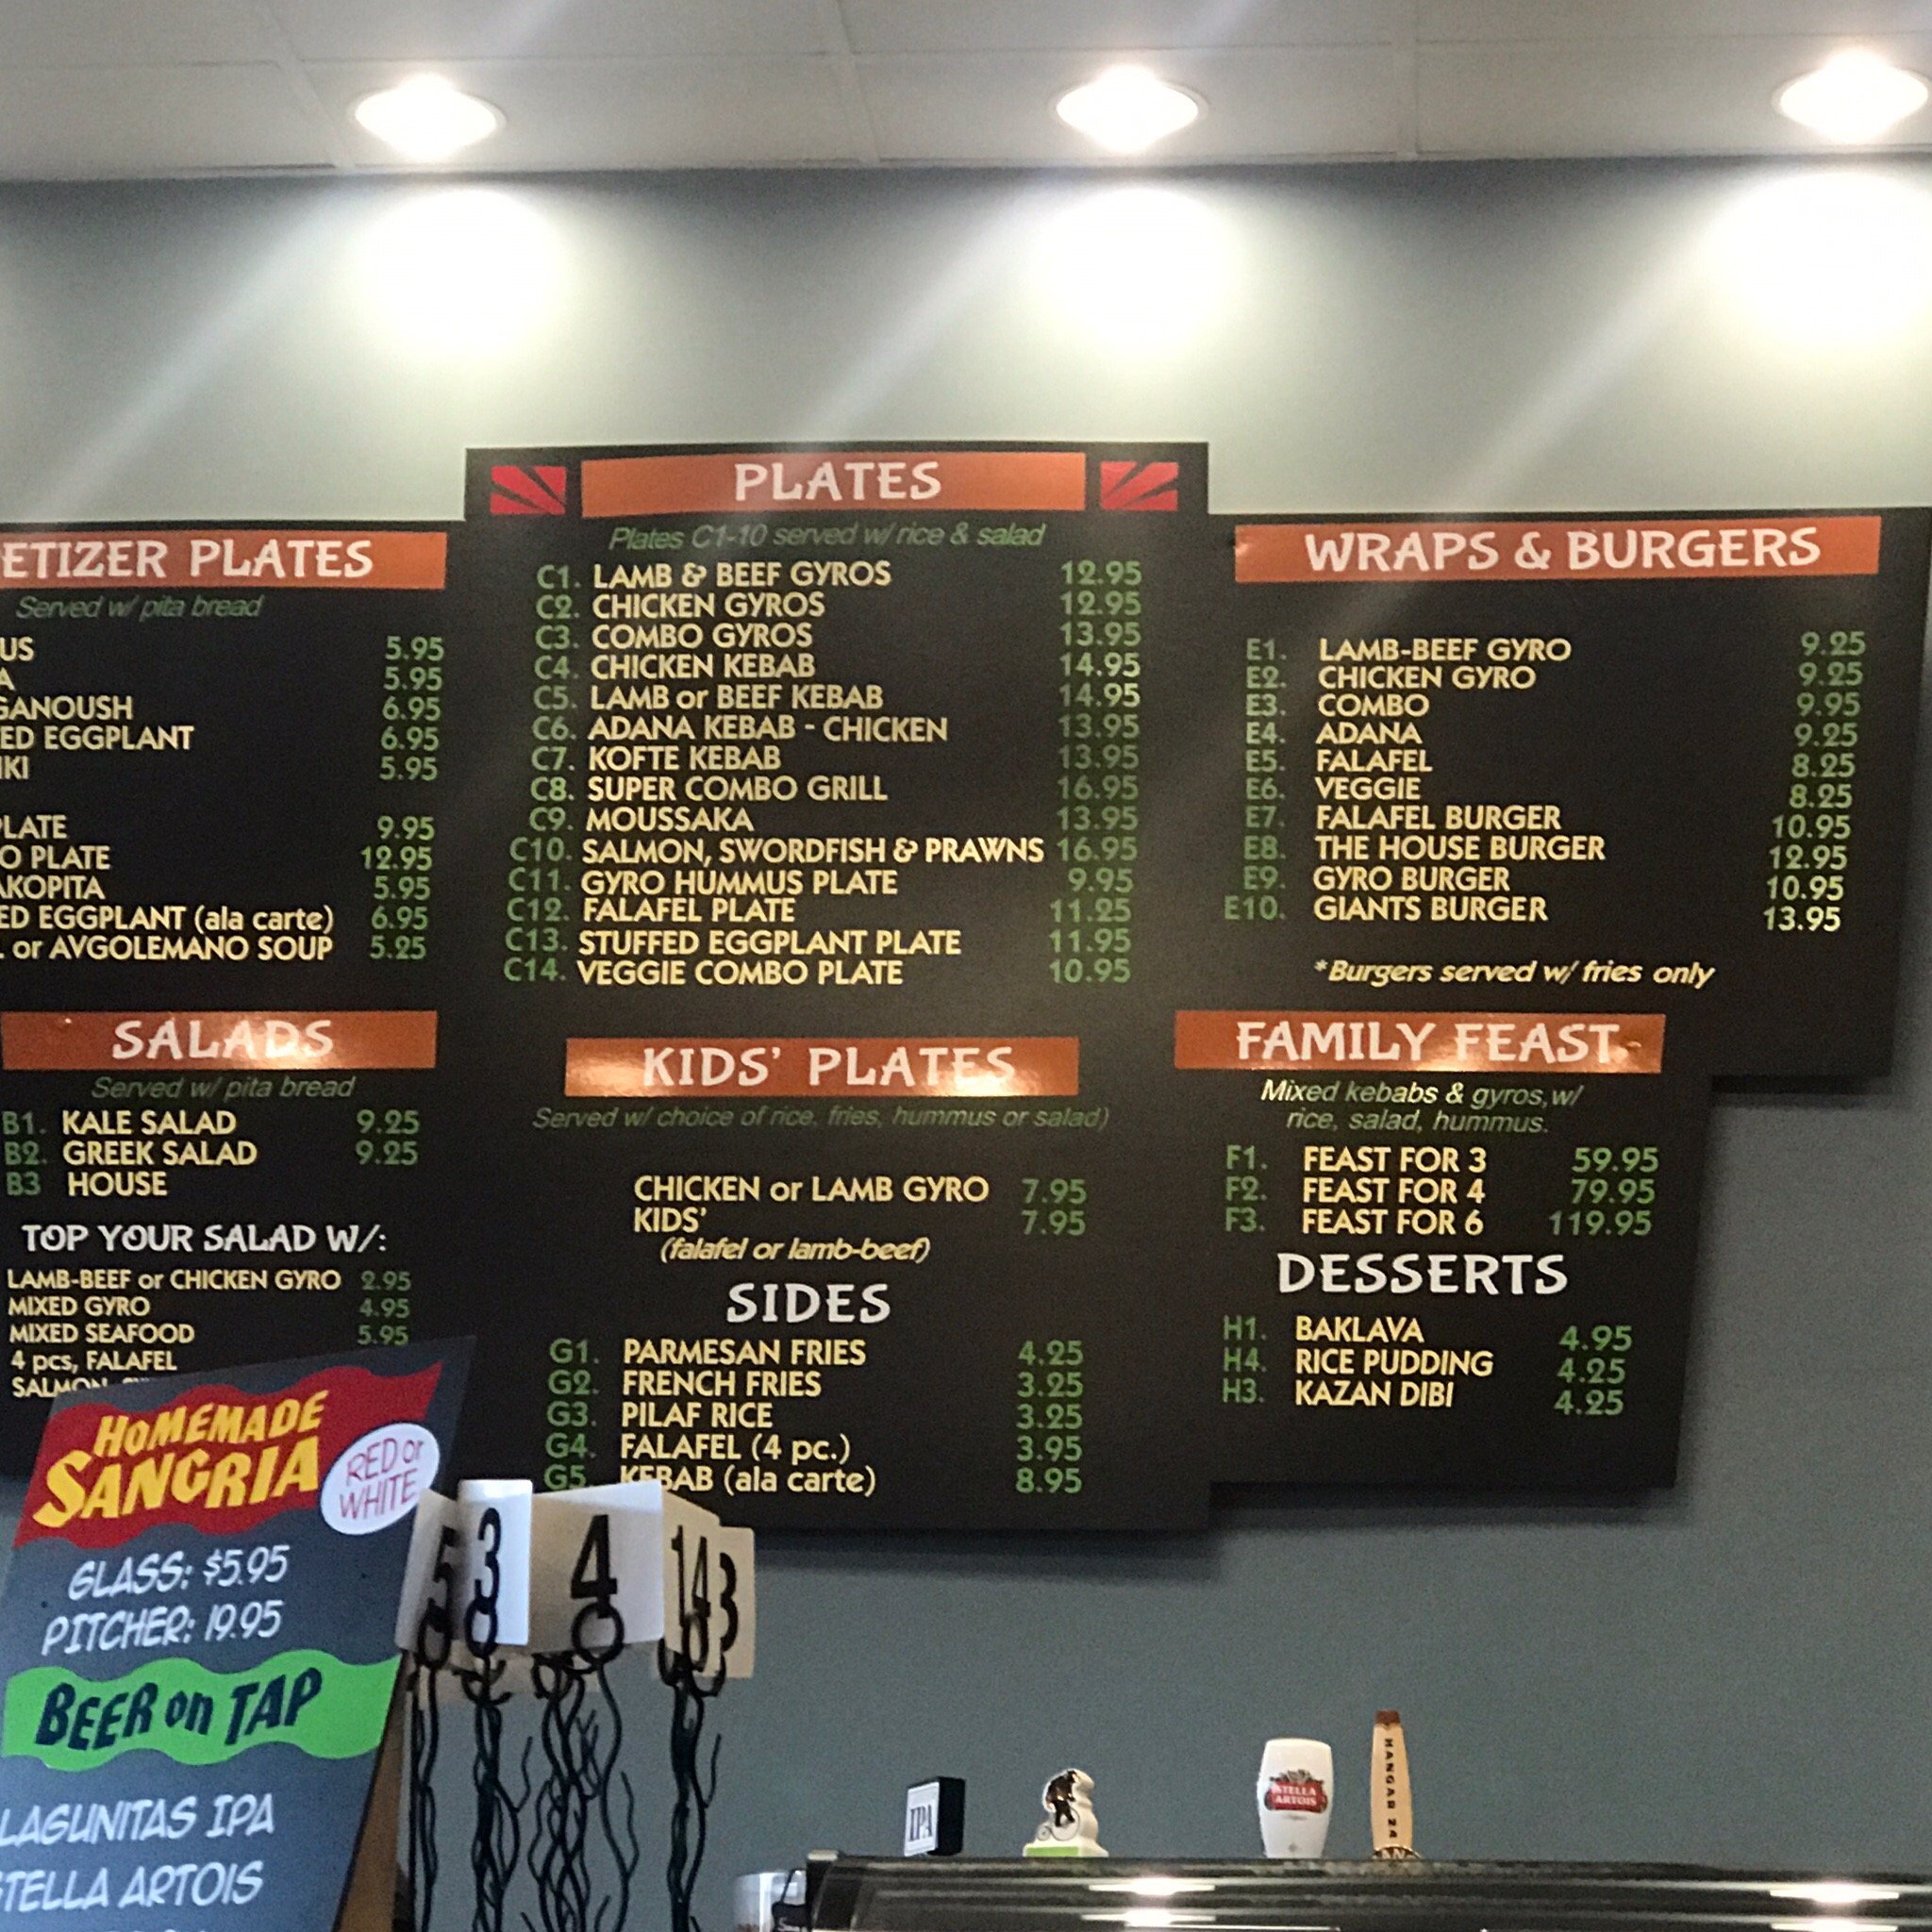 ETIZER PLATES
Served w/ pita bread
US 5.95
A 5.95
GANOUSH 6.95
ED EGGPLANT 6.95
IKI 5.95
PLATE 9.95
O PLATE 12.95
AKOPITA 5.95
ED EGGPLANT (ala carte) 6.95
or AVGOLEMANO SOUP 5.25
SALADS
Served w/ pita bread
B1. KALE SALAD 9.25
B2. GREEK SALAD 9.25
B3 HOUSE
TOP YOUR SALAD W/:
LAMB-BEEF or CHICKEN GYRO 2.95
MIXED GYRO 4.95
MIXED SEAFOOD 5.95
4 pcs, FALAFEL
SALMON,
PLATES
Plates C1-10 served w/ rice & salad
C1. LAMB & BEEF GYROS 12.95
C2. CHICKEN GYROS 12.95
C3. COMBO GYROS 13.95
C4. CHICKEN KEBAB 14.95
C5. LAMB or BEEF KEBAB 14.95
C6. ADANA KEBAB - CHICKEN 13.95
C7. KOFTE KEBAB 13.95
C8. SUPER COMBO GRILL 16.95
C9. MOUSSAKA 13.95
C10. SALMON, SWORDFISH & PRAWNS 16.95
C11. GYRO HUMMUS PLATE 9.95
C12. FALAFEL PLATE 11.25
C13. STUFFED EGGPLANT PLATE 11.95
C14. VEGGIE COMBO PLATE 10.95
KIDS' PLATES
Served w/ choice of rice, fries, hummus or salad)
CHICKEN or LAMB GYRO 7.95
KIDS' 7.95
(falafel or lamb-beef)
SIDES
G1. PARMESAN FRIES 4.25
G2. FRENCH FRIES 3.25
G3. PILAF RICE 3.25
G4. FALAFEL (4 pc.) 3.95
G5. KEBAB (ala carte) 8.95
WRAPS & BURGERS
E1. LAMB-BEEF GYRO 9.25
E2. CHICKEN GYRO 9.25
E3. COMBO 9.95
E4. ADANA 9.25
E5. FALAFEL 8.25
E6. VEGGIE 8.25
E7. FALAFEL BURGER 10.95
E8. THE HOUSE BURGER 12.95
E9. GYRO BURGER 10.95
E10. GIANTS BURGER 13.95
*Burgers served w/ fries only
FAMILY FEAST
Mixed kebabs & gyros, w/
rice, salad, hummus.
F1. FEAST FOR 3 59.95
F2. FEAST FOR 4 79.95
F3. FEAST FOR 6 119.95
DESSERTS
H1. BAKLAVA 4.95
H4. RICE PUDDING 4.25
H3. KAZAN DIBI 4.25
HOMEMADE
SANGRIA
RED or
WHITE
GLASS: $5.95
PITCHER: 19.95
BEER on TAP
LAGUNITAS IPA
STELLA ARTOIS
5
3
4
14
3
IPA
STELLA
ARTOIS
HANGAR 24